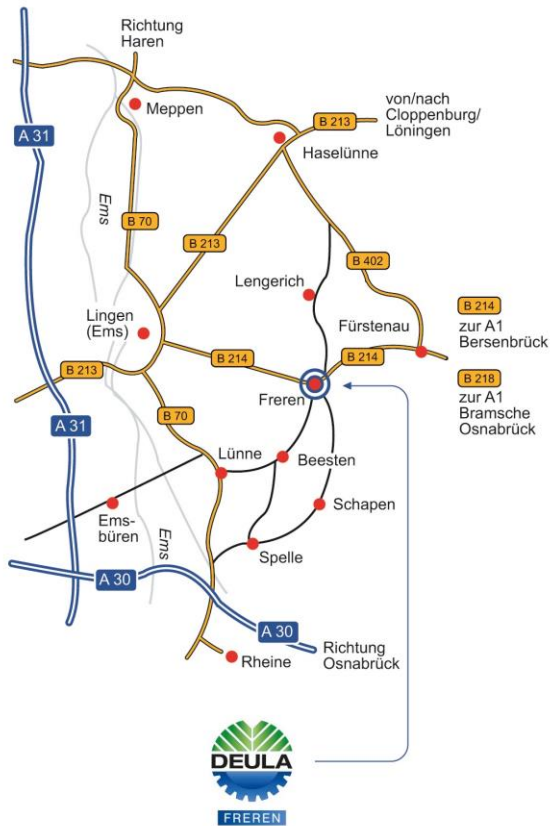 Richtung
Haren
Meppen
A 31
B 213
von/nach
Cloppenburg/
Löningen
Haselünne
Ems
B 70
B 213
B 402
Lengerich
Lingen
(Ems)
Fürstenau
B 214
zur A1
Bersenbrück
B 213
B 214
B 214
B 218
zur A1
Bramsche
Osnabrück
Freren
B 70
A 31
Lünne
Beesten
Schapen
Ems-
büren
Ems
Spelle
A 30
A 30
Rheine
Richtung
Osnabrück
DEULA
FREREN